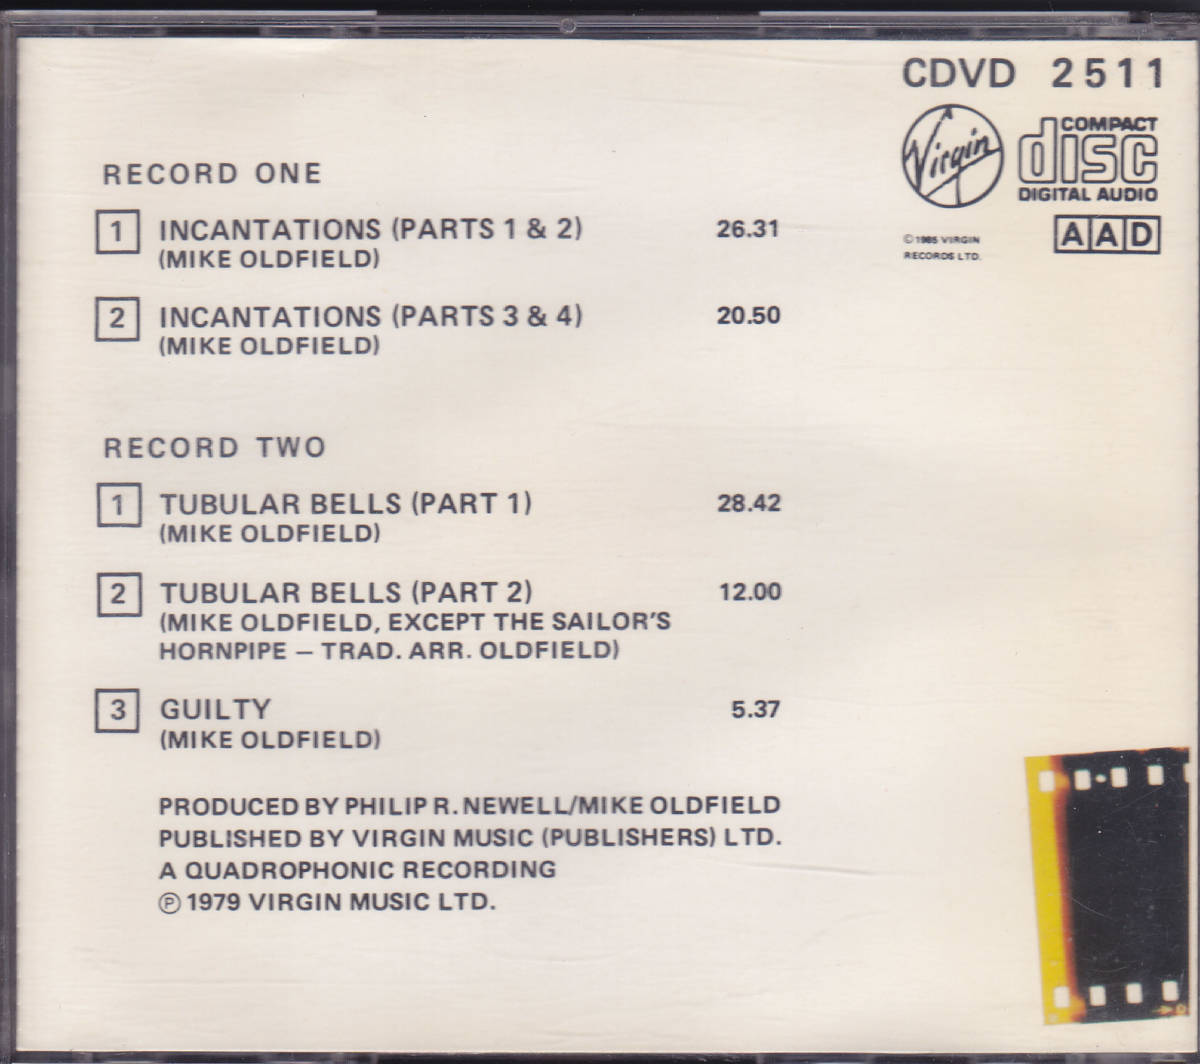 CDVD 2511
Virgin
COMPACT
disc
DIGITAL AUDIO
©1985 VIRGIN
RECORDS LTD.
AAD
RECORD ONE
1 INCANTATIONS (PARTS 1 & 2) 26.31
(MIKE OLDFIELD)
2 INCANTATIONS (PARTS 3 & 4) 20.50
(MIKE OLDFIELD)
RECORD TWO
1 TUBULAR BELLS (PART 1) 28.42
(MIKE OLDFIELD)
2 TUBULAR BELLS (PART 2) 12.00
(MIKE OLDFIELD, EXCEPT THE SAILOR'S
HORNPIPE – TRAD. ARR. OLDFIELD)
3 GUILTY 5.37
(MIKE OLDFIELD)
PRODUCED BY PHILIP R. NEWELL/MIKE OLDFIELD
PUBLISHED BY VIRGIN MUSIC (PUBLISHERS) LTD.
A QUADROPHONIC RECORDING
℗ 1979 VIRGIN MUSIC LTD.